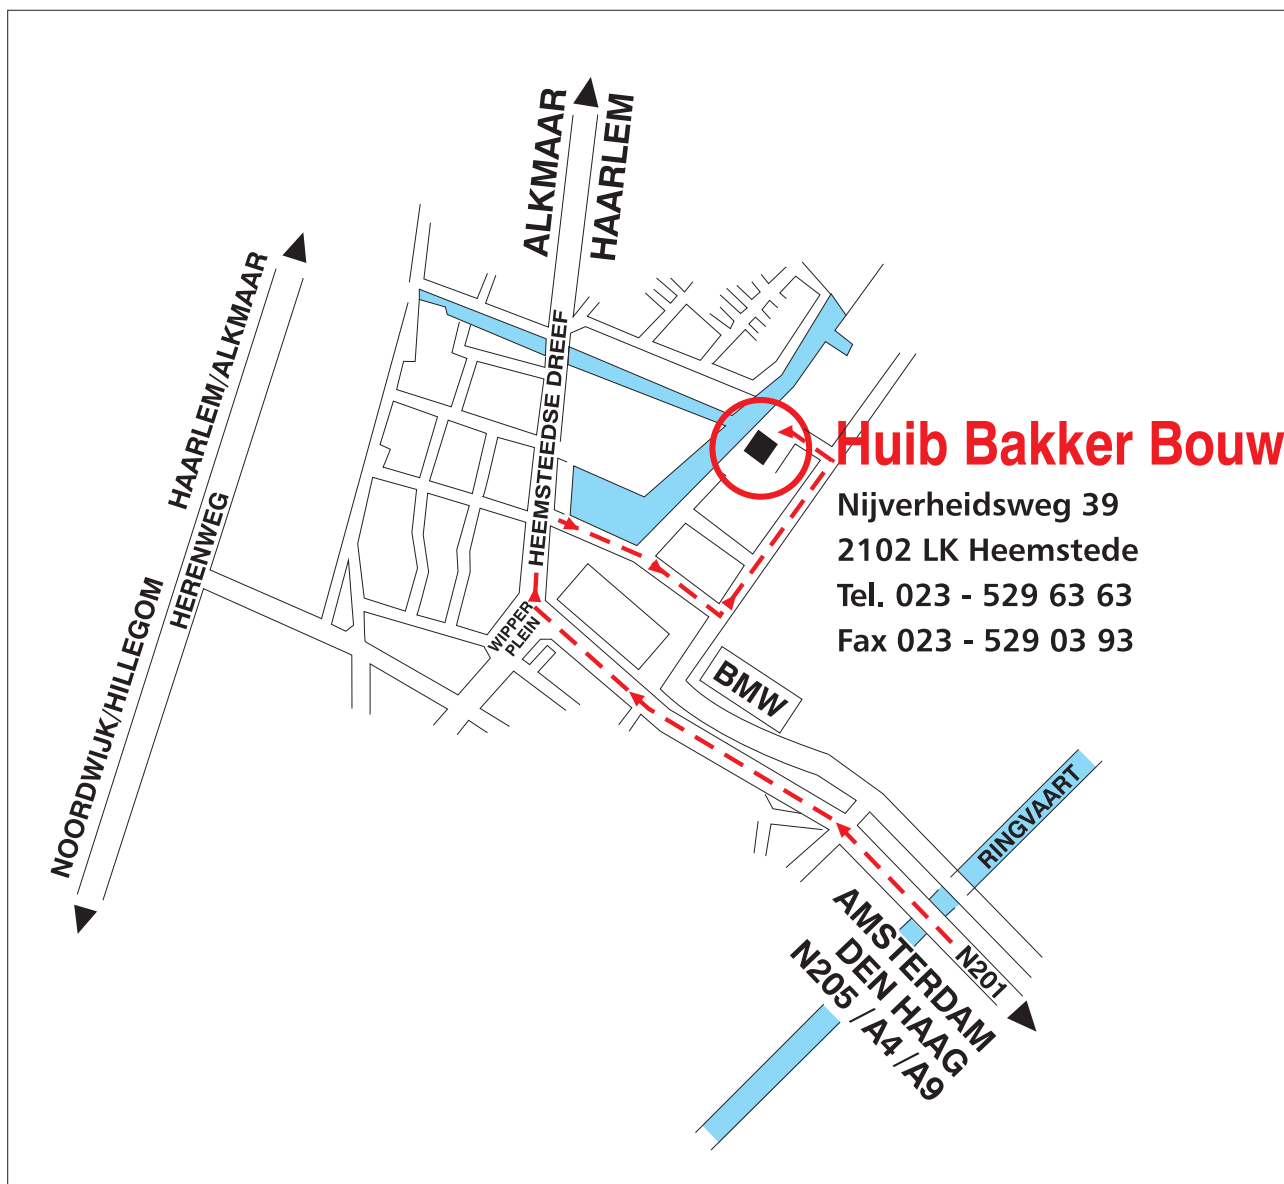 ALKMAAR
HAARLEM
HAARLEM/ALKMAAR
HERENWEG
NOORDWIJK/HILLEGOM
HEEMSTEEDSE DREEF
WIPPER
PLEIN
Huib Bakker Bouw
Nijverheidsweg 39
2102 LK Heemstede
Tel. 023 - 529 63 63
Fax 023 - 529 03 93
BMW
RINGVAART
N201
AMSTERDAM
DEN HAAG
N205 /A4 /A9